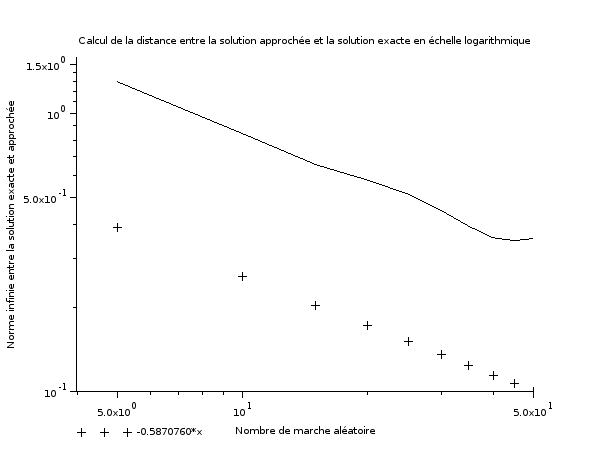 Calcul de la distance entre la solution approchée et la solution exacte en échelle logarithmique
Norme infinie entre la solution exacte et approchée
1.5x10^0
10^0
5.0x10^-1
10^-1
5.0x10^0
10^1
5.0x10^1
-0.5870760*x
Nombre de marche aléatoire